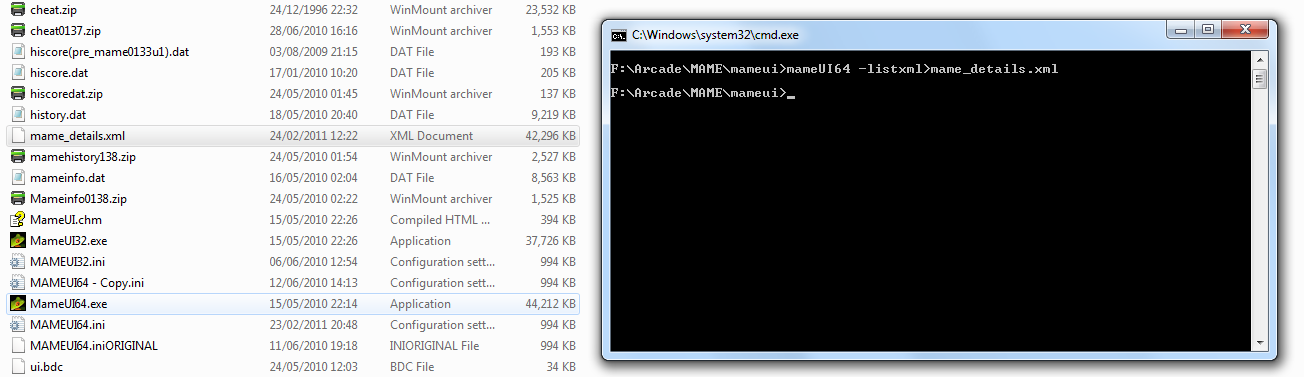 cheat.zip 24/12/1996 22:32 WinMount archiver 23,532 KB
cheat0137.zip 28/06/2010 16:16 WinMount archiver 1,553 KB
hiscore(pre_mame0133u1).dat 03/08/2009 21:15 DAT File 193 KB
hiscore.dat 17/01/2010 10:20 DAT File 205 KB
hiscoredat.zip 24/05/2010 01:45 WinMount archiver 137 KB
history.dat 18/05/2010 20:40 DAT File 9,219 KB
mame_details.xml 24/02/2011 12:22 XML Document 42,296 KB
mamehistory138.zip 24/05/2010 01:54 WinMount archiver 2,527 KB
mameinfo.dat 16/05/2010 02:04 DAT File 8,563 KB
Mameinfo0138.zip 24/05/2010 02:22 WinMount archiver 1,525 KB
MameUI.chm 15/05/2010 22:26 Compiled HTML ... 394 KB
MameUI32.exe 15/05/2010 22:26 Application 37,726 KB
MAMEUI32.ini 06/06/2010 12:54 Configuration sett... 994 KB
MAMEUI64 - Copy.ini 12/06/2010 14:13 Configuration sett... 994 KB
MameUI64.exe 15/05/2010 22:14 Application 44,212 KB
MAMEUI64.ini 23/02/2011 20:48 Configuration sett... 994 KB
MAMEUI64.iniORIGINAL 11/06/2010 19:18 INIORIGINAL File 994 KB
ui.bdc 24/05/2010 12:03 BDC File 34 KB
C:\Windows\system32\cmd.exe
F:\Arcade\MAME\mameui>mameUI64 -listxml>mame_details.xml
F:\Arcade\MAME\mameui>_